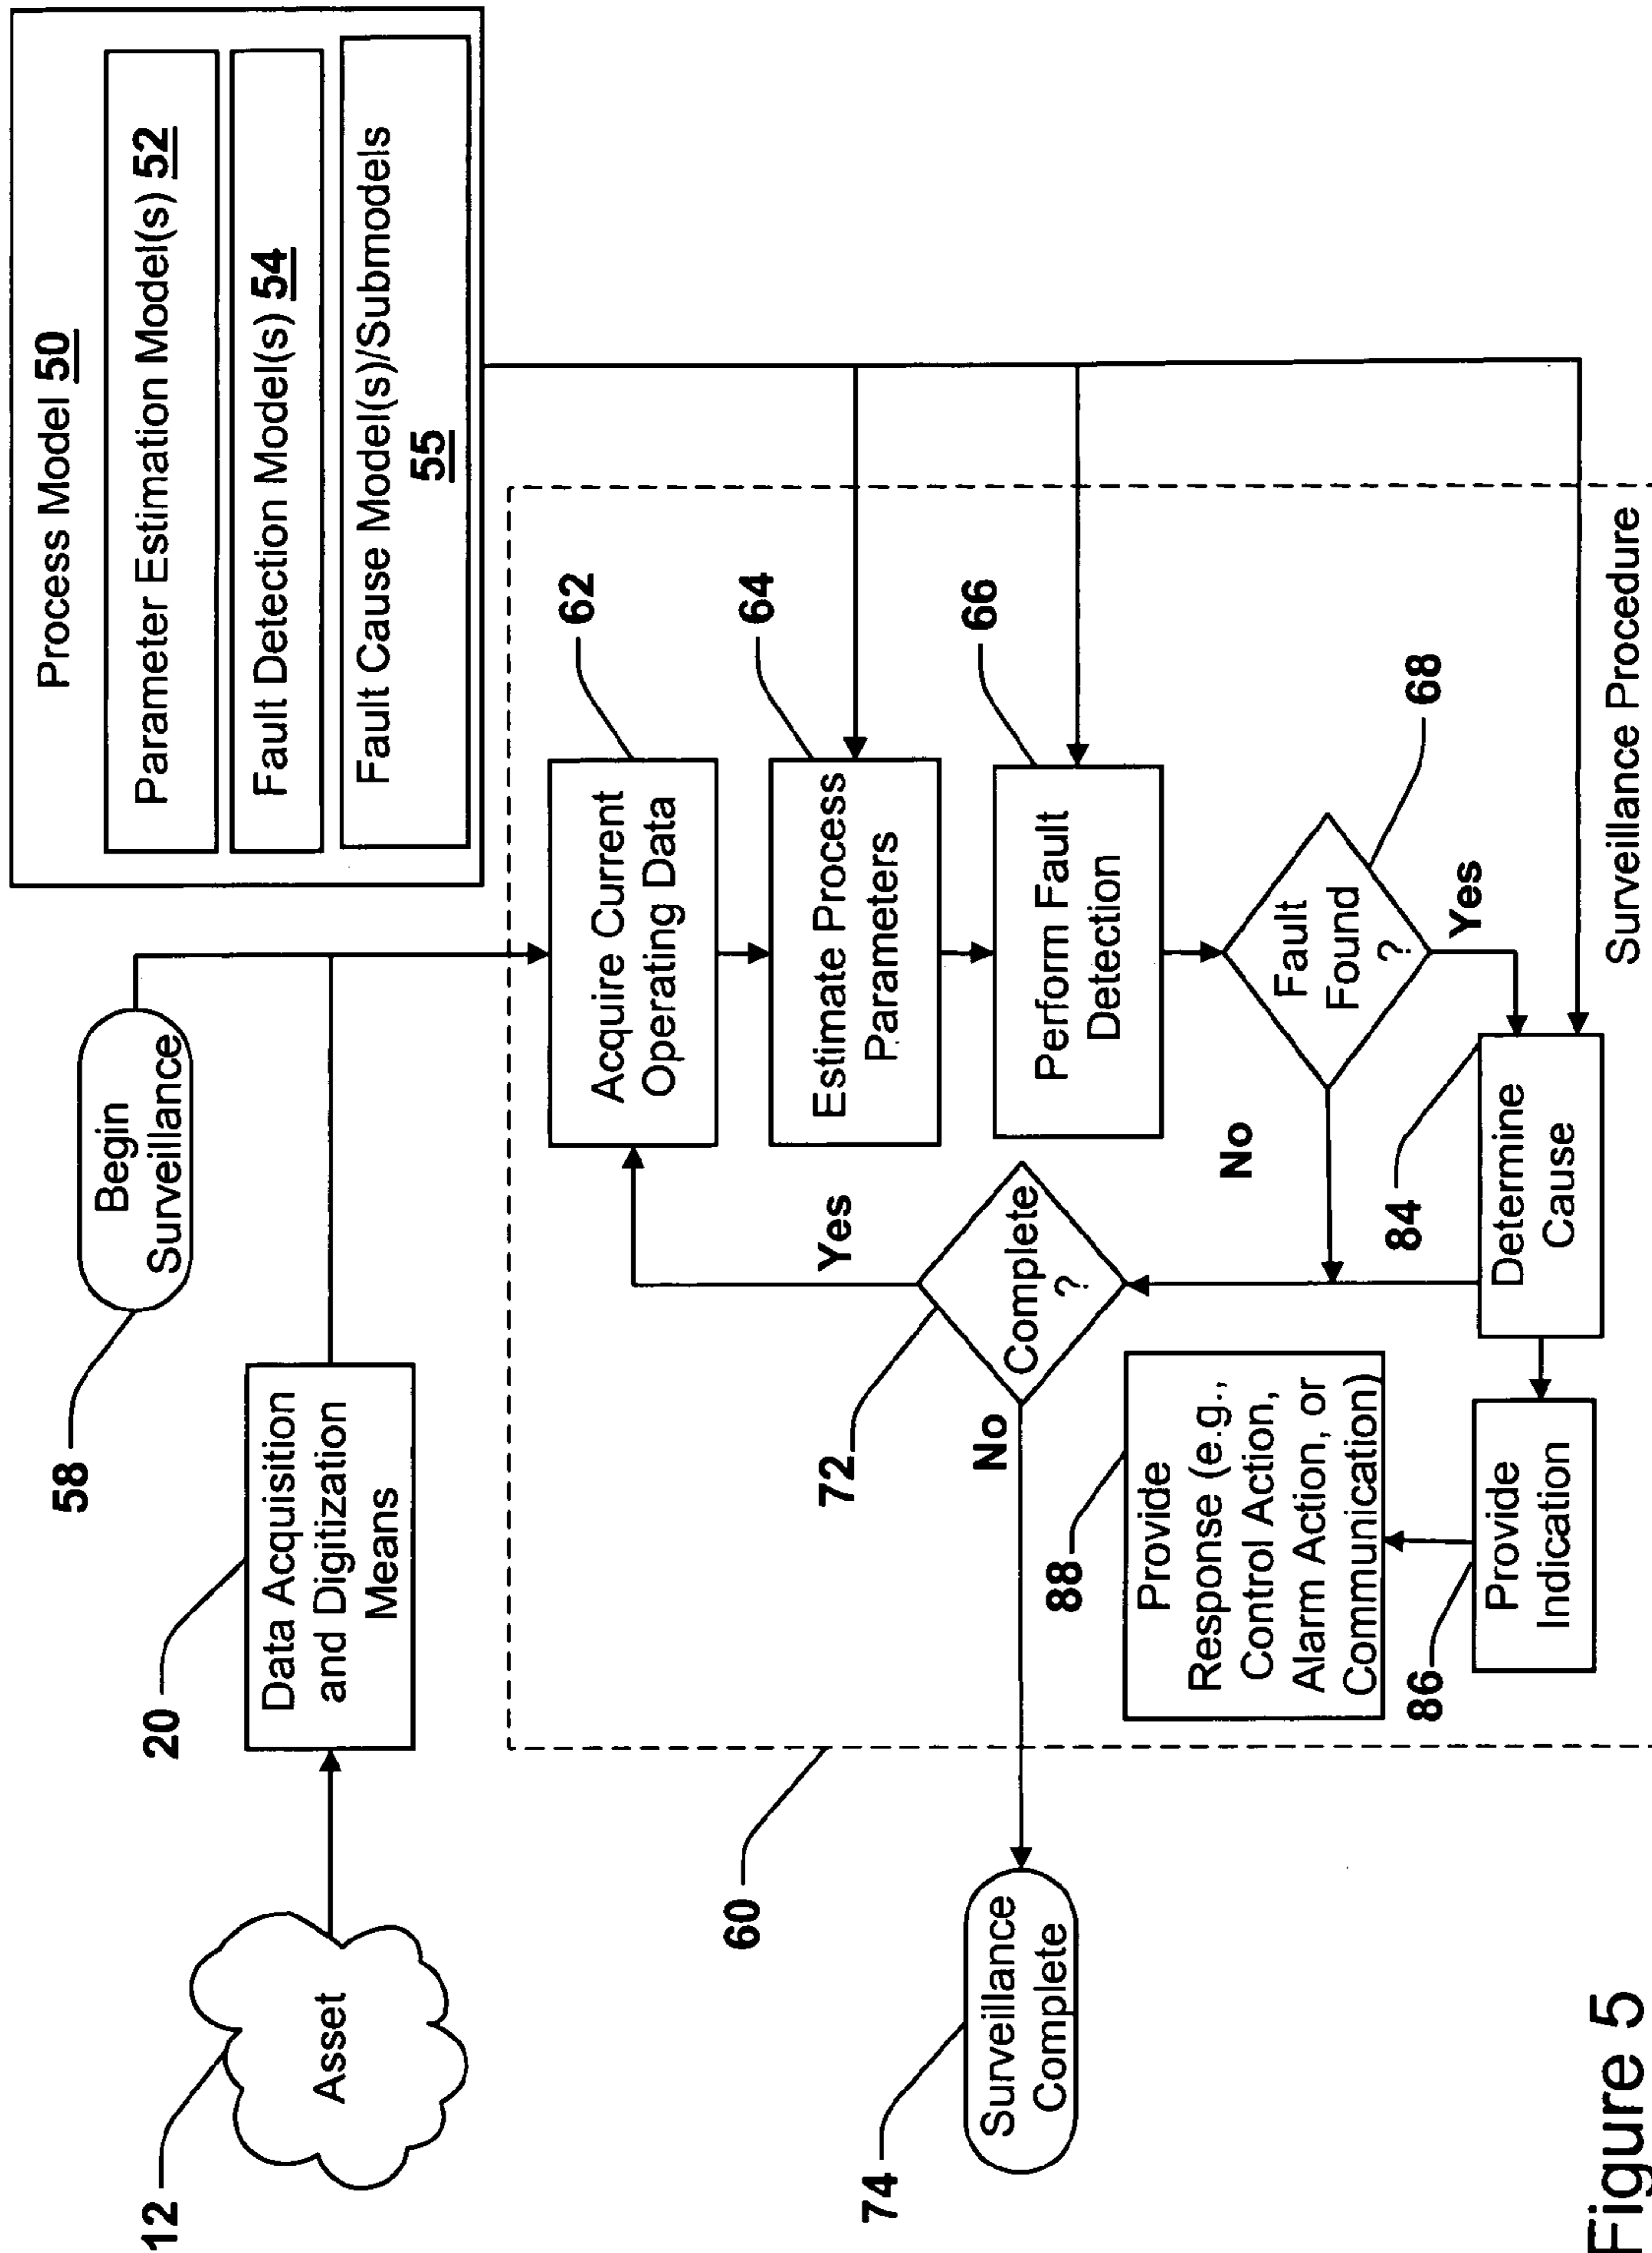 Process Model 50
Parameter Estimation Model(s) 52
Fault Detection Model(s) 54
Fault Cause Model(s)/Submodels
55
58
Begin
Surveillance
12
Asset
20
Data Acquisition
and Digitization
Means
60
62
Acquire Current
Operating Data
64
Estimate Process
Parameters
66
Perform Fault
Detection
68
Fault
Found
?
Yes
No
72
Complete
?
Yes
No
74
Surveillance
Complete
84
Determine
Cause
86
Provide
Indication
88
Provide
Response (e.g.,
Control Action,
Alarm Action, or
Communication)
Surveillance Procedure
Figure 5